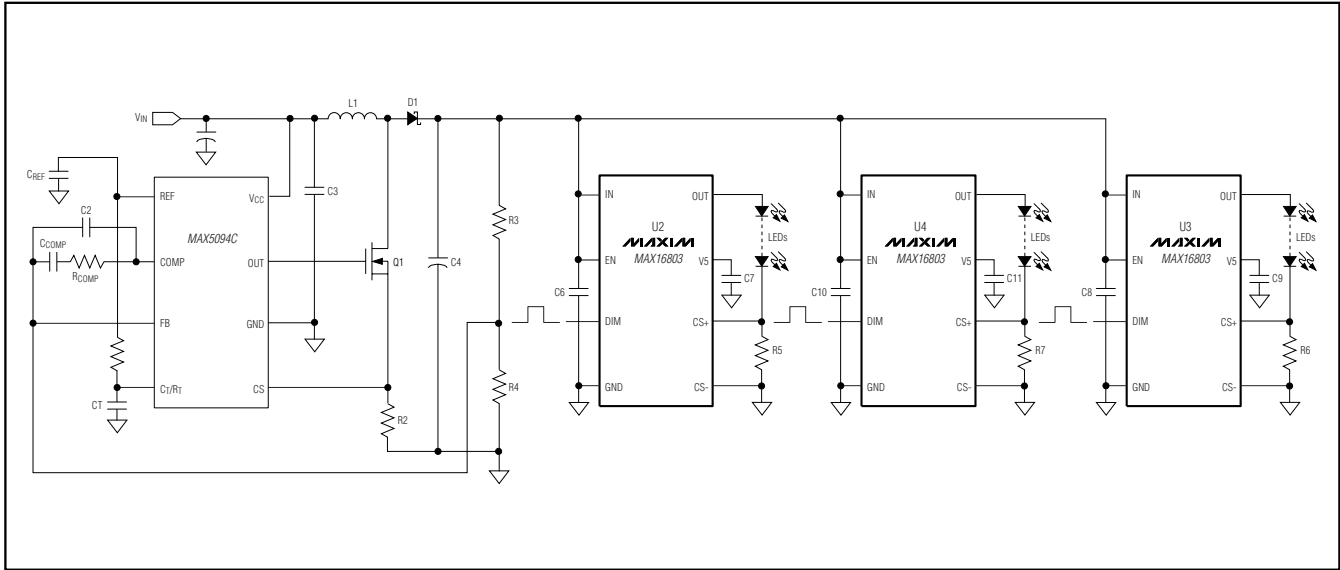 VIN
L1
D1
CREF
C2
CCOMP
RCOMP
REF
COMP
FB
CT/RT
CT
MAX5094C
VCC
OUT
GND
CS
C3
Q1
R2
C4
R3
R4
C6
IN
EN
DIM
GND
U2
MAXIM
MAX16803
OUT
V5
CS+
CS-
LEDs
C7
R5
C10
IN
EN
DIM
GND
U4
MAXIM
MAX16803
OUT
V5
CS+
CS-
LEDs
C11
R7
C8
IN
EN
DIM
GND
U3
MAXIM
MAX16803
OUT
V5
CS+
CS-
LEDs
C9
R6